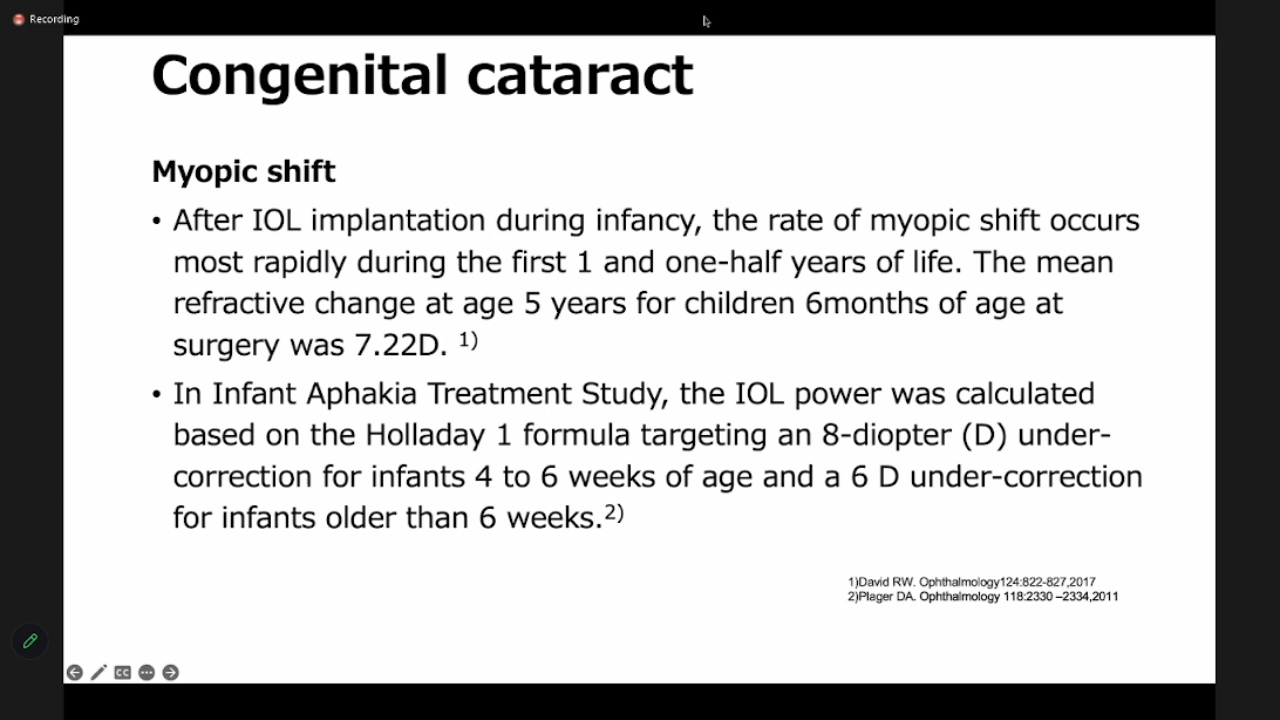 Recording
Congenital cataract
Myopic shift
• After IOL implantation during infancy, the rate of myopic shift occurs
most rapidly during the first 1 and one-half years of life. The mean
refractive change at age 5 years for children 6months of age at
surgery was 7.22D. 1)
• In Infant Aphakia Treatment Study, the IOL power was calculated
based on the Holladay 1 formula targeting an 8-diopter (D) under-
correction for infants 4 to 6 weeks of age and a 6 D under-correction
for infants older than 6 weeks.2)
1)David RW. Ophthalmology124:822-827,2017
2)Plager DA. Ophthalmology 118:2330 –2334,2011
CC